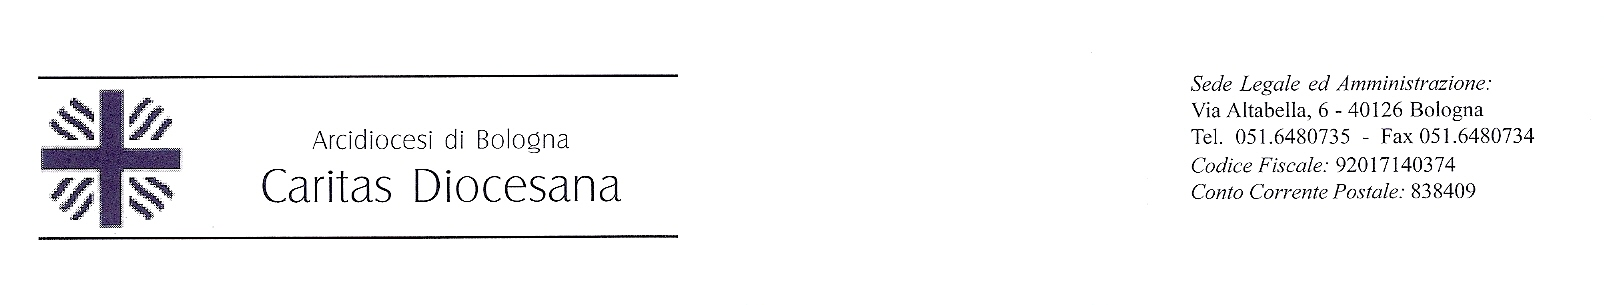 Arcidiocesi di Bologna
Caritas Diocesana
Sede Legale ed Amministrazione:
Via Altabella, 6 - 40126 Bologna
Tel. 051.6480735 - Fax 051.6480734
Codice Fiscale: 92017140374
Conto Corrente Postale: 838409